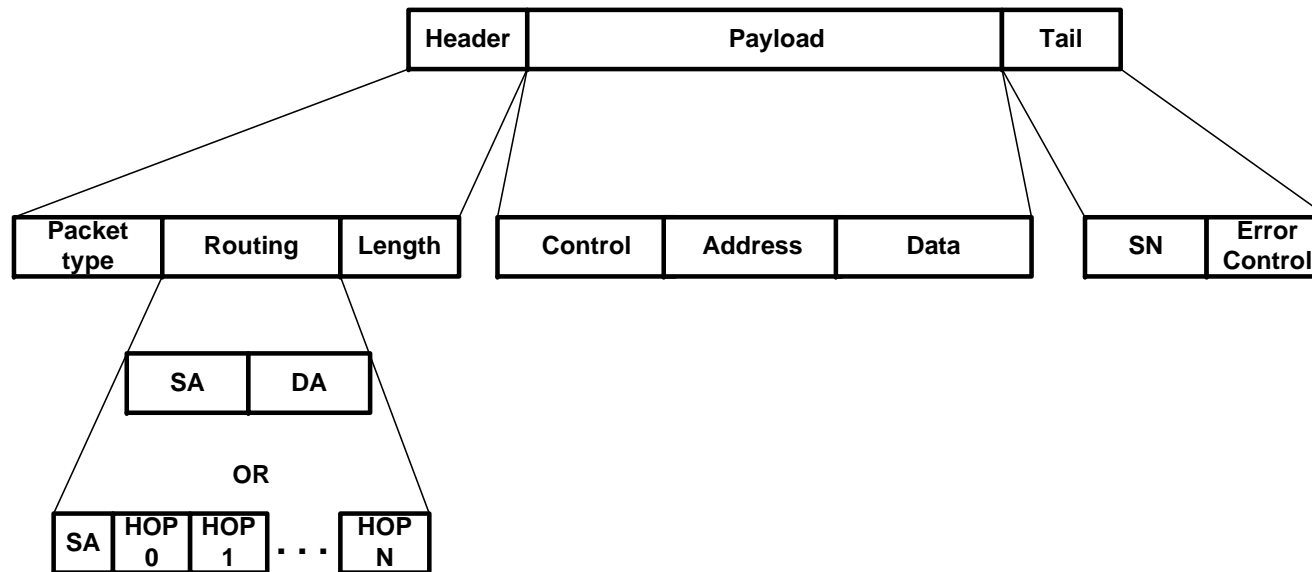 Header Payload Tail
Packet type Routing Length Control Address Data SN Error Control
SA DA
OR
SA HOP 0 HOP 1 . . . HOP N